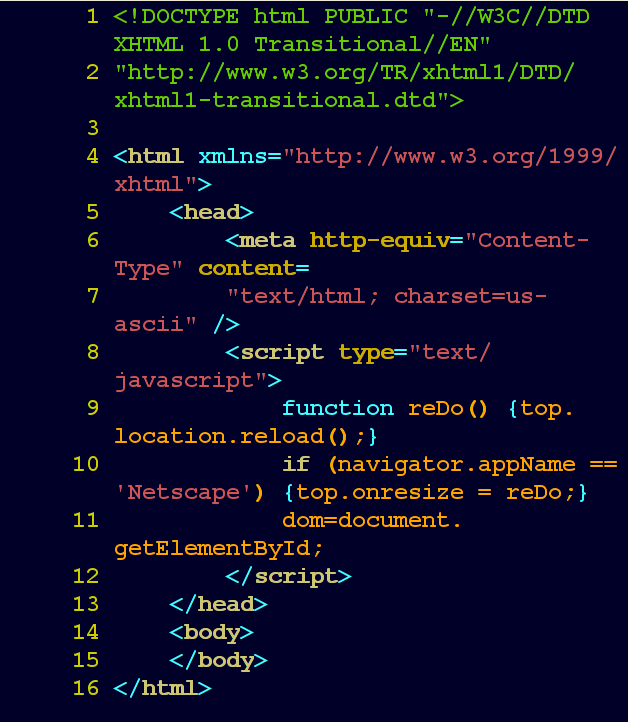 1 <!DOCTYPE html PUBLIC "-//W3C//DTD
XHTML 1.0 Transitional//EN"
2 "http://www.w3.org/TR/xhtml1/DTD/
xhtml1-transitional.dtd">
3
4 <html xmlns="http://www.w3.org/1999/
xhtml">
5     <head>
6         <meta http-equiv="Content-
Type" content=
7         "text/html; charset=us-
ascii" />
8         <script type="text/
javascript">
9             function reDo() {top.
location.reload();}
10             if (navigator.appName ==
'Netscape') {top.onresize = reDo;}
11             dom=document.
getElementById;
12         </script>
13     </head>
14     <body>
15     </body>
16 </html>